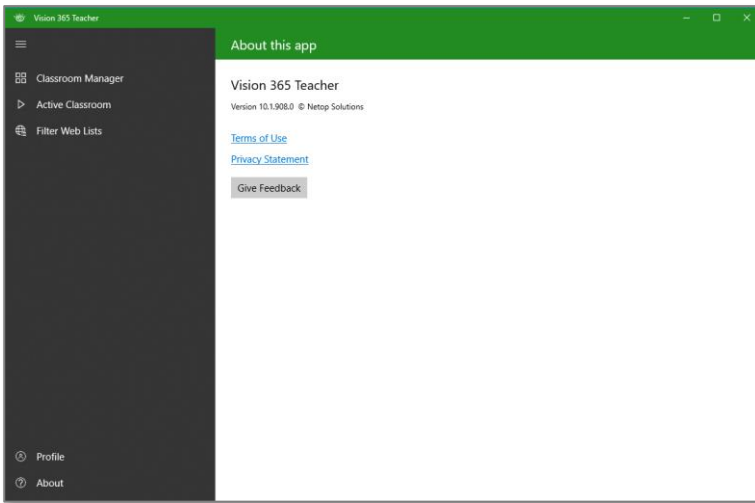 Vision 365 Teacher
About this app
Classroom Manager
Active Classroom
Filter Web Lists
Profile
About
Vision 365 Teacher
Version 10.1.908.0 © Netop Solutions
Terms of Use
Privacy Statement
Give Feedback